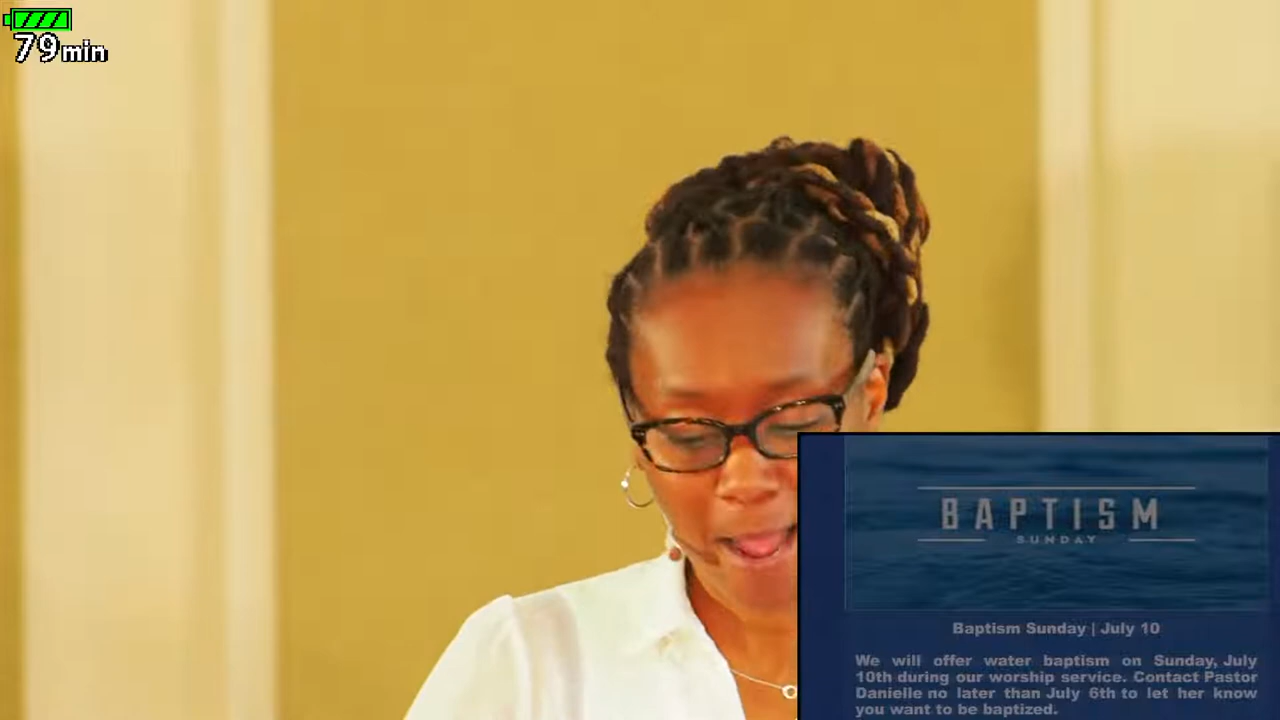 79min
BAPTISM
SUNDAY
Baptism Sunday | July 10
We will offer water baptism on Sunday, July
10th during our worship service. Contact Pastor
Danielle no later than July 6th to let her know
you want to be baptized.